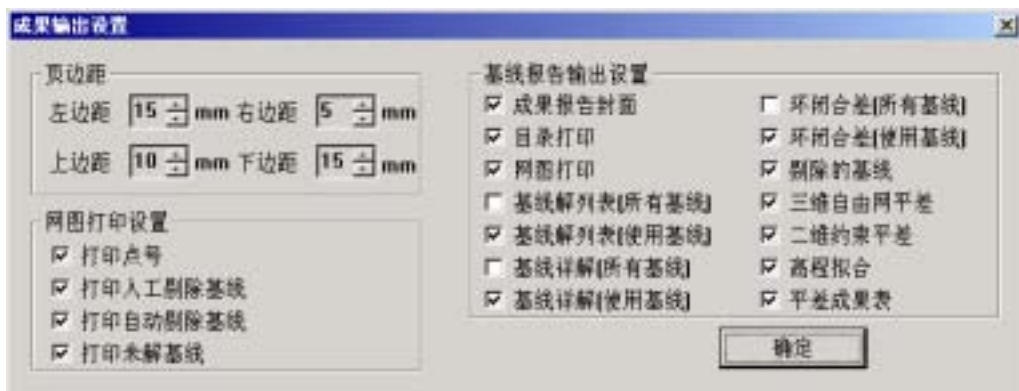 成果输出设置
页边距
左边距 15 mm 右边距 5 mm
上边距 10 mm 下边距 15 mm
网图打印设置
打印点号
打印人工剔除基线
打印自动剔除基线
打印未解基线
基线报告输出设置
成果报告封面
目录打印
网图打印
基线解列表(所有基线)
基线解列表(使用基线)
基线详解(所有基线)
基线详解(使用基线)
环闭合差(所有基线)
环闭合差(使用基线)
剔除的基线
三维自由网平差
二维约束平差
高程拟合
平差成果表
确定